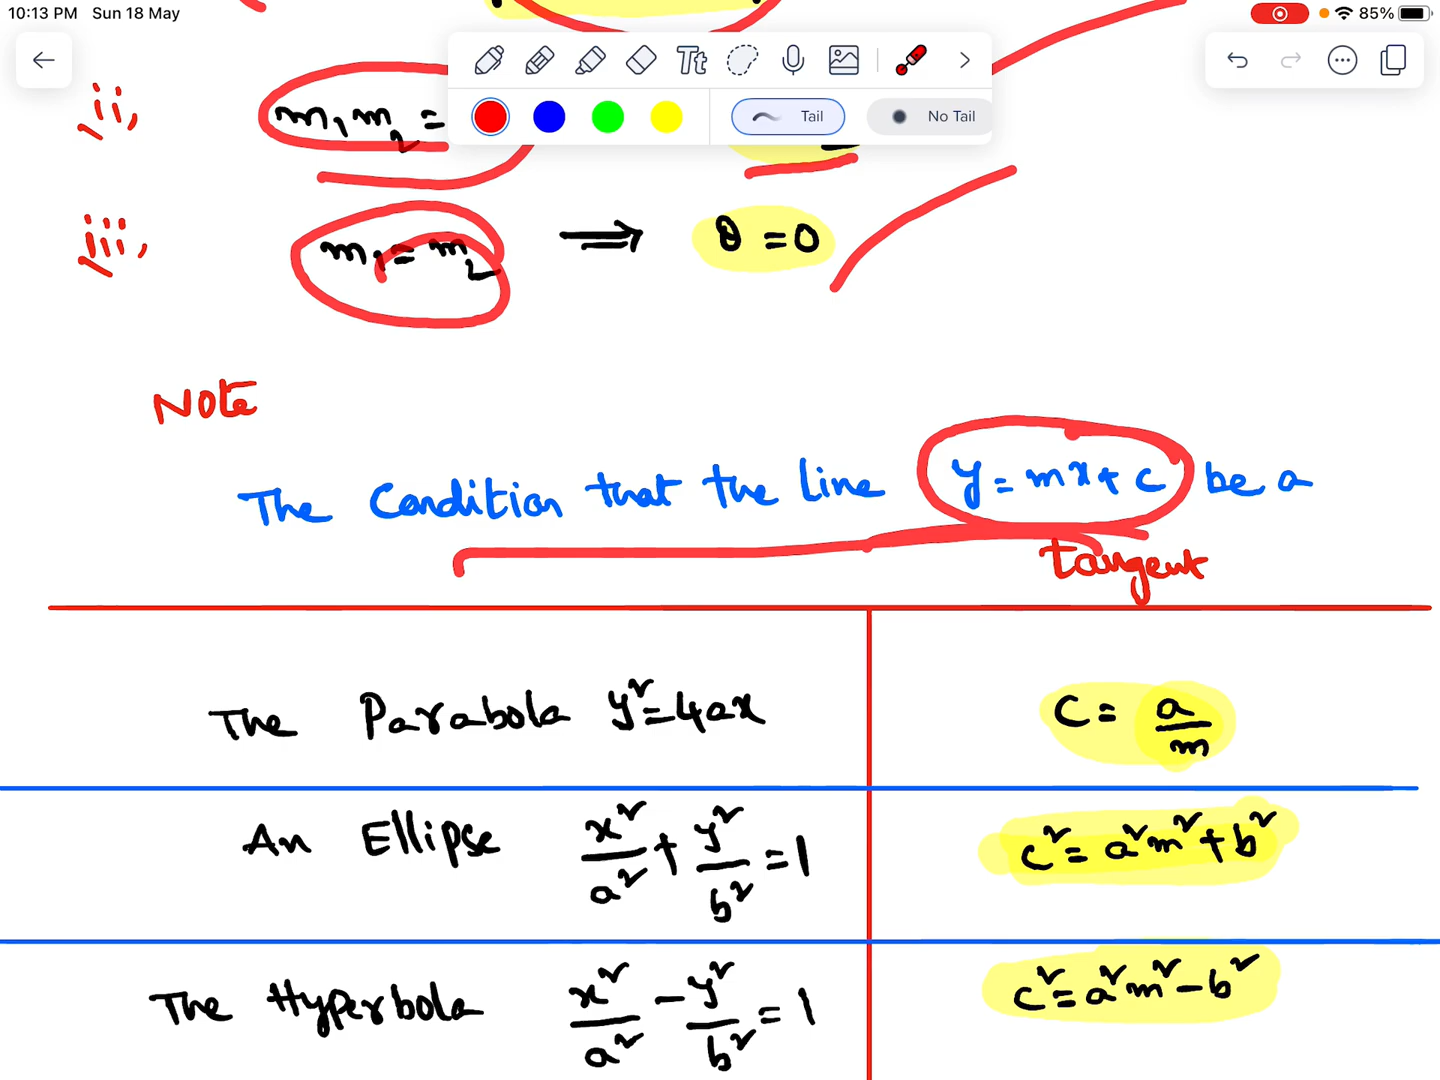 10:13 PM Sun 18 May
85%
Tt
Tail No Tail
ii, m₁m₂ =
iii, m₁ = m₂ ⟹ θ = 0
Note
The Condition that the Line y = mx + c be a
tangent
The Parabola y² = 4ax C = a/m
An Ellipse x²/a² + y²/b² = 1 c² = a²m² + b²
The Hyperbola x²/a² − y²/b² = 1 c² = a²m² − b²